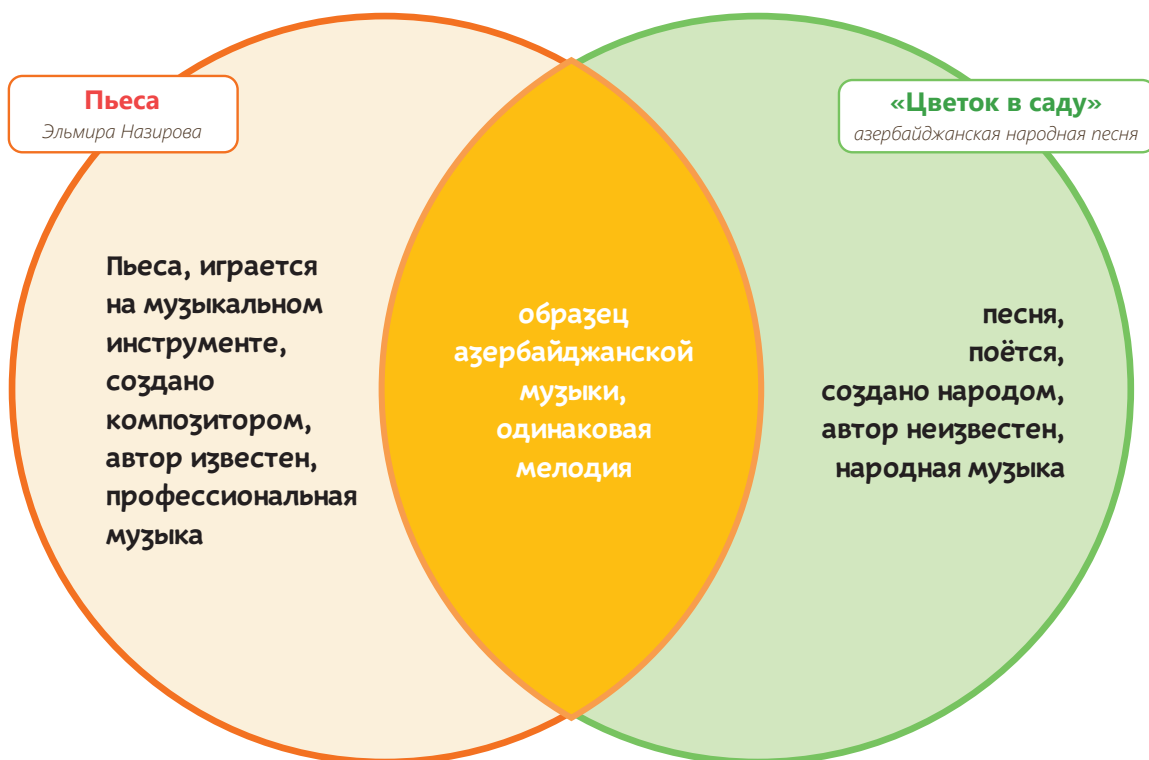 Пьеса
Эльмира Назирова
«Цветок в саду»
азербайджанская народная песня
Пьеса, играется
на музыкальном
инструменте,
создано
композитором,
автор известен,
профессиональная
музыка
образец
азербайджанской
музыки,
одинаковая
мелодия
песня,
поётся,
создано народом,
автор неизвестен,
народная музыка